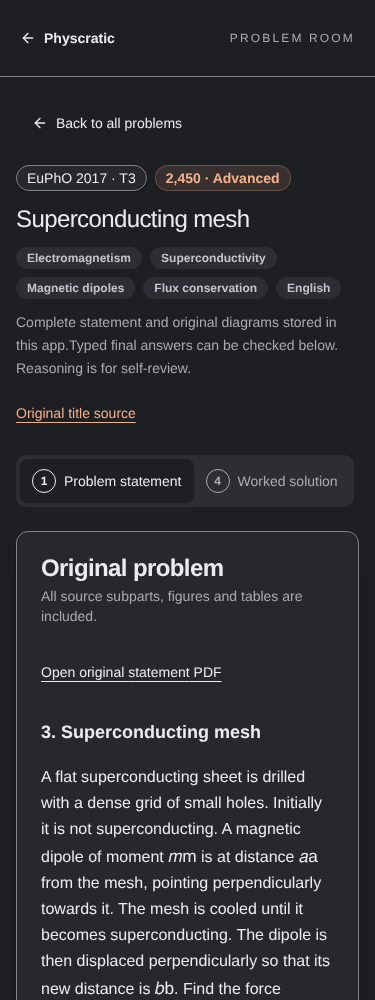 Physcratic
PROBLEM ROOM
Back to all problems
EuPhO 2017 · T3
2,450 · Advanced
Superconducting mesh
Electromagnetism
Superconductivity
Magnetic dipoles
Flux conservation
English
Complete statement and original diagrams stored in
this app.Typed final answers can be checked below.
Reasoning is for self-review.
Original title source
1 Problem statement
4 Worked solution
Original problem
All source subparts, figures and tables are
included.
Open original statement PDF
3. Superconducting mesh
A flat superconducting sheet is drilled
with a dense grid of small holes. Initially
it is not superconducting. A magnetic
dipole of moment mm is at distance aa
from the mesh, pointing perpendicularly
towards it. The mesh is cooled until it
becomes superconducting. The dipole is
then displaced perpendicularly so that its
new distance is bb. Find the force